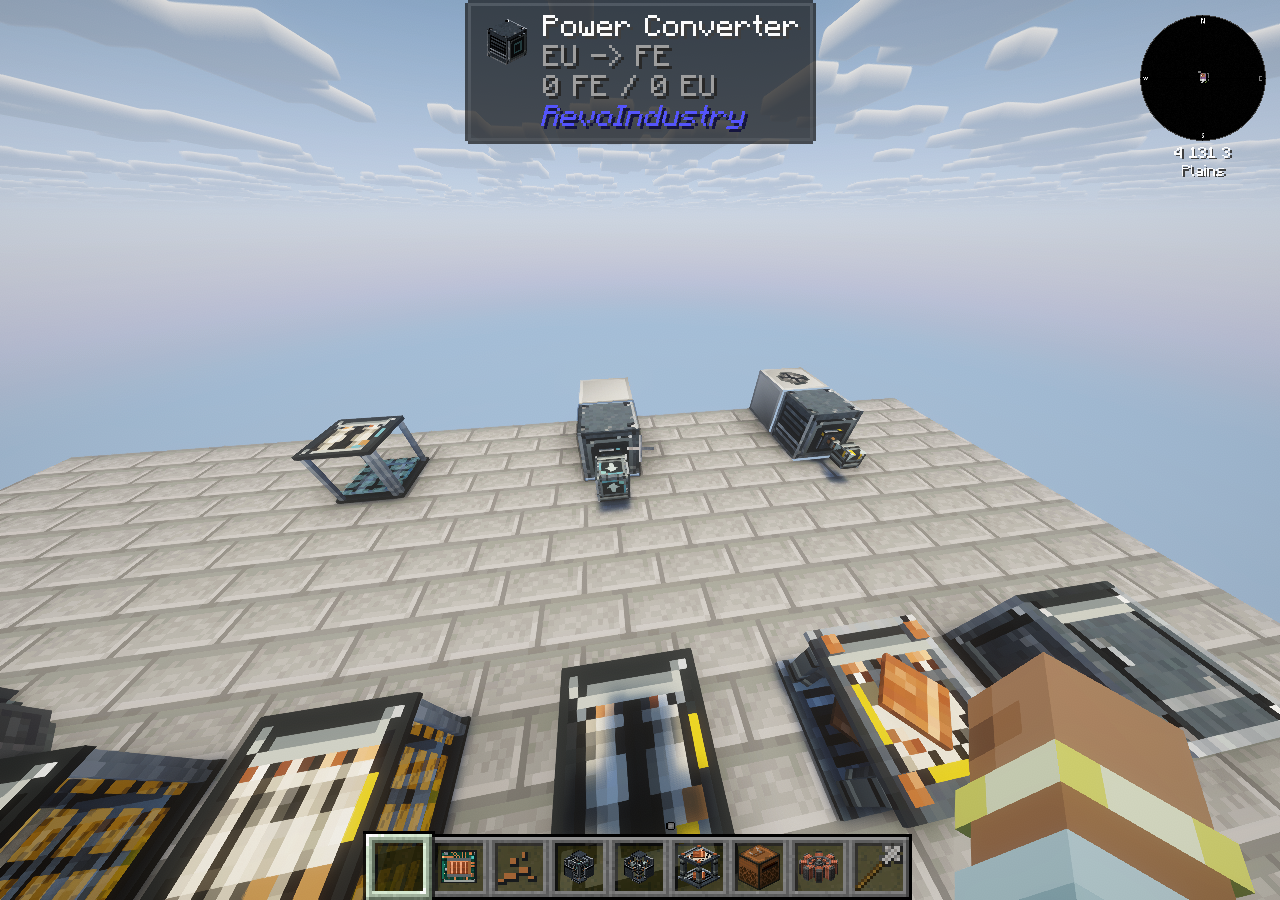 Power Converter
EU -> FE
0 FE / 0 EU
RevoIndustry
N
W
E
S
4 131 3
Plains